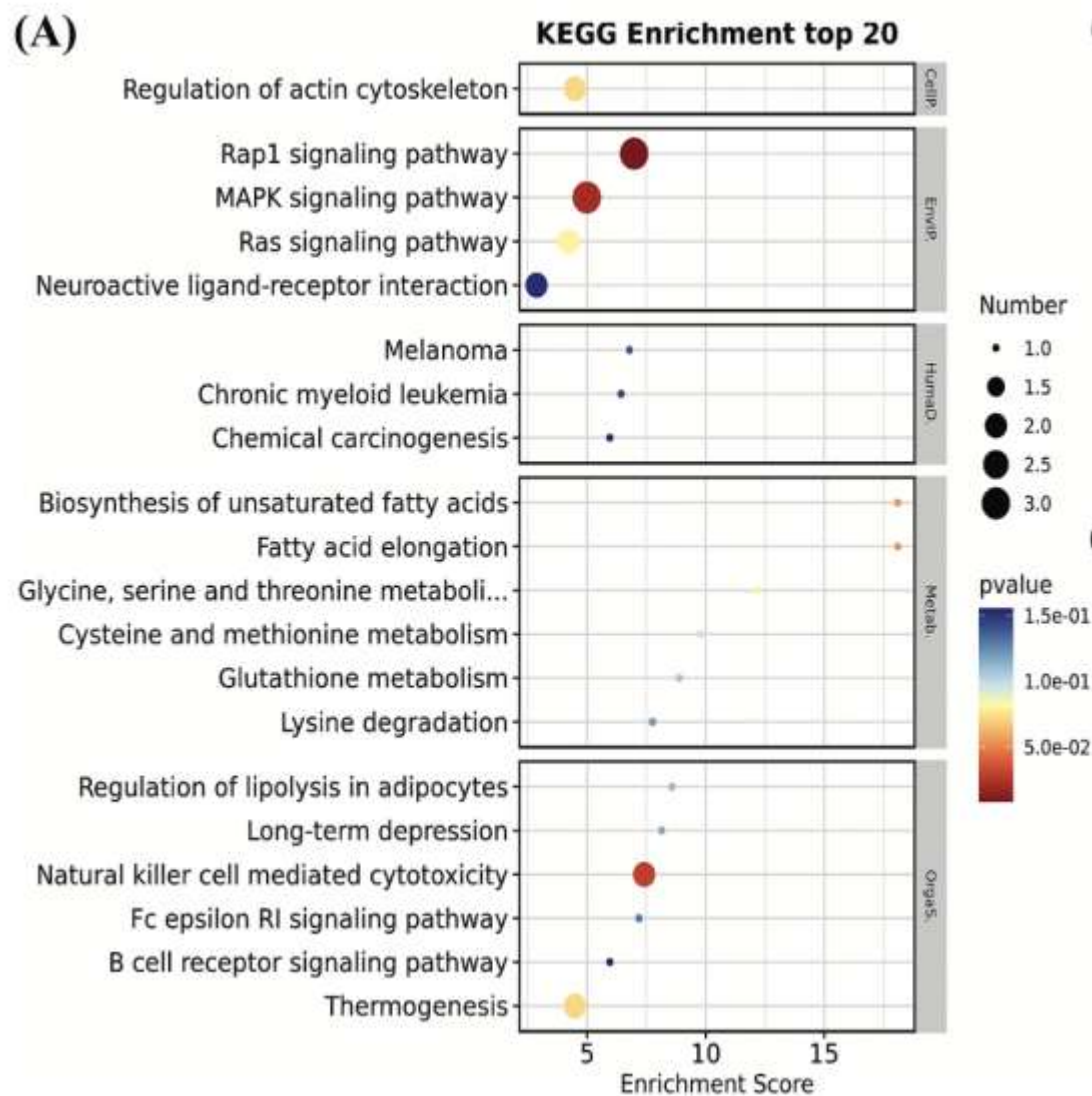 (A)
KEGG Enrichment top 20
Regulation of actin cytoskeleton
CellP.
Rap1 signaling pathway
MAPK signaling pathway
Ras signaling pathway
Neuroactive ligand-receptor interaction
EnviP.
Melanoma
Chronic myeloid leukemia
Chemical carcinogenesis
HumaD.
Biosynthesis of unsaturated fatty acids
Fatty acid elongation
Glycine, serine and threonine metaboli...
Cysteine and methionine metabolism
Glutathione metabolism
Lysine degradation
Metab.
Regulation of lipolysis in adipocytes
Long-term depression
Natural killer cell mediated cytotoxicity
Fc epsilon RI signaling pathway
B cell receptor signaling pathway
Thermogenesis
OrgaS.
5 10 15
Enrichment Score
Number
1.0
1.5
2.0
2.5
3.0
pvalue
1.5e-01
1.0e-01
5.0e-02